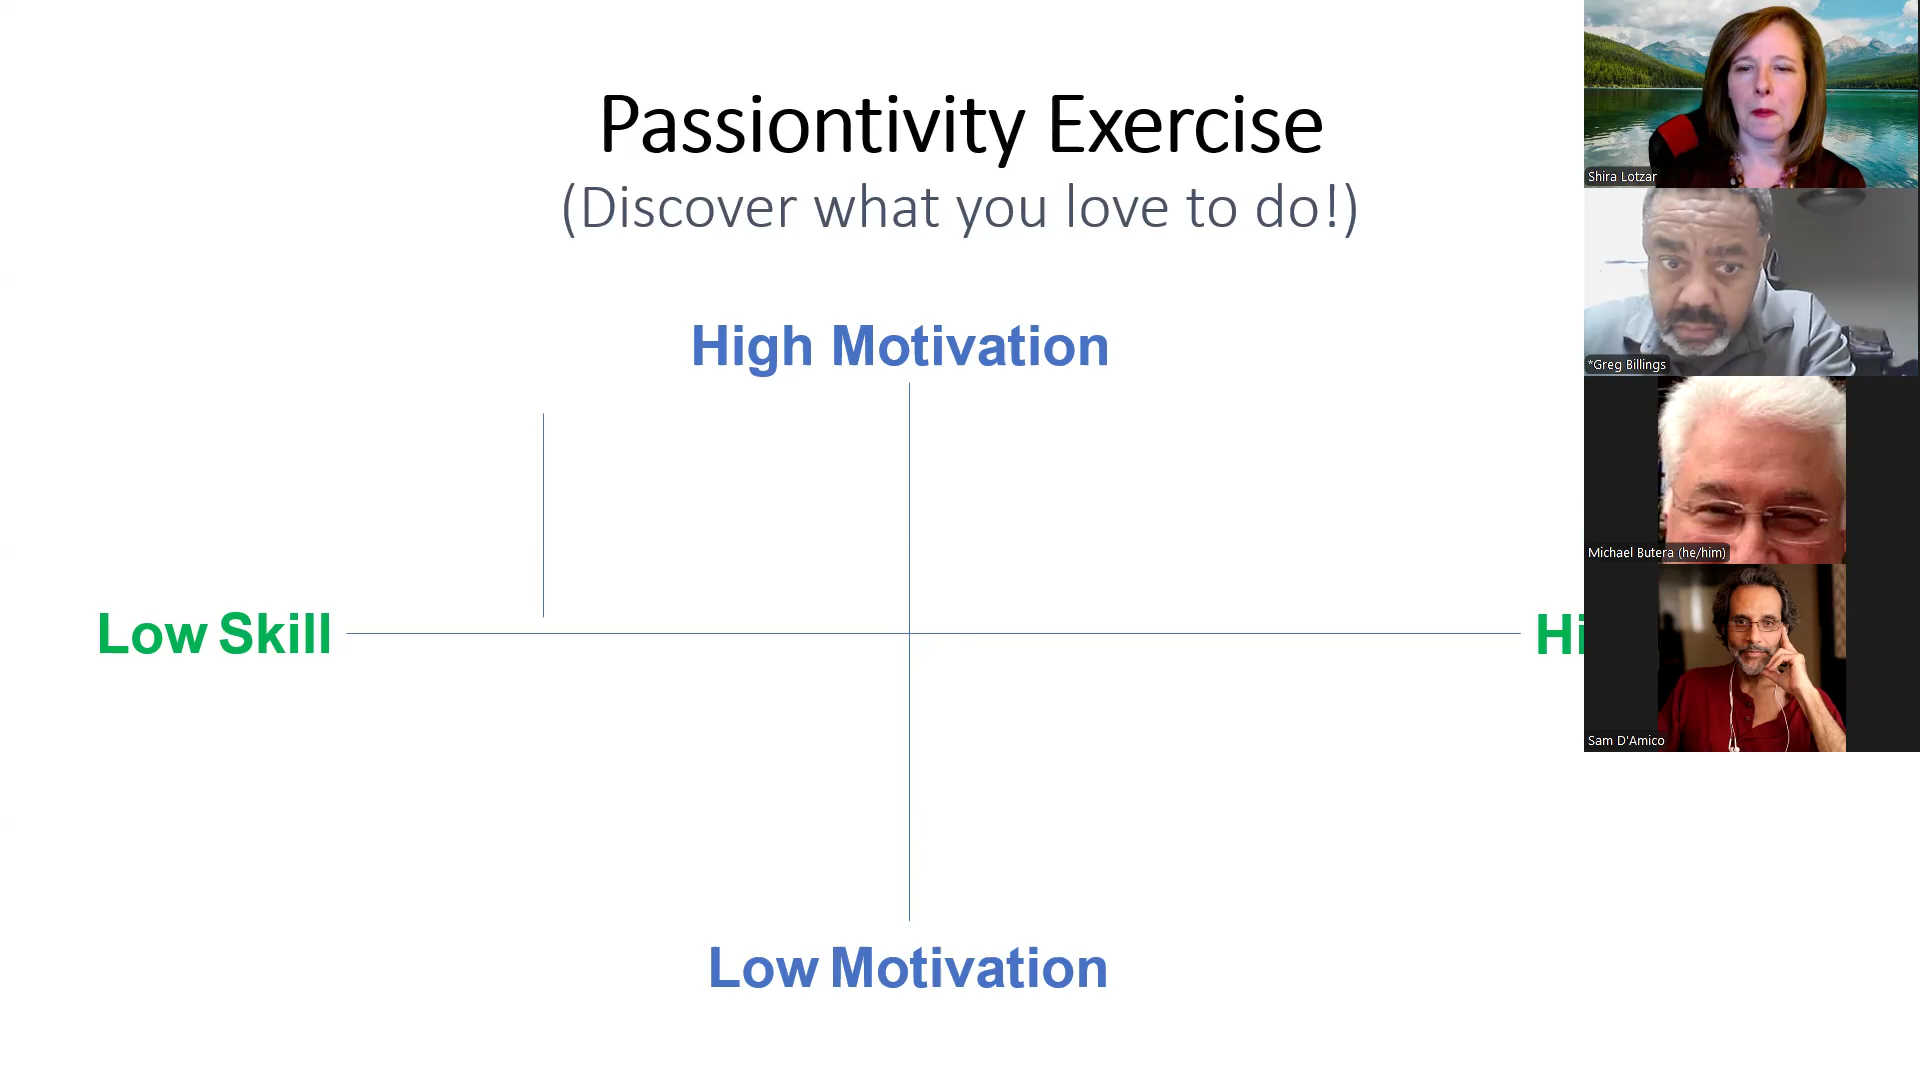 Passiontivity Exercise
(Discover what you love to do!)
High Motivation
Low Skill
Hi
Low Motivation
Shira Lotzar
*Greg Billings
Michael Butera (he/him)
Sam D'Amico